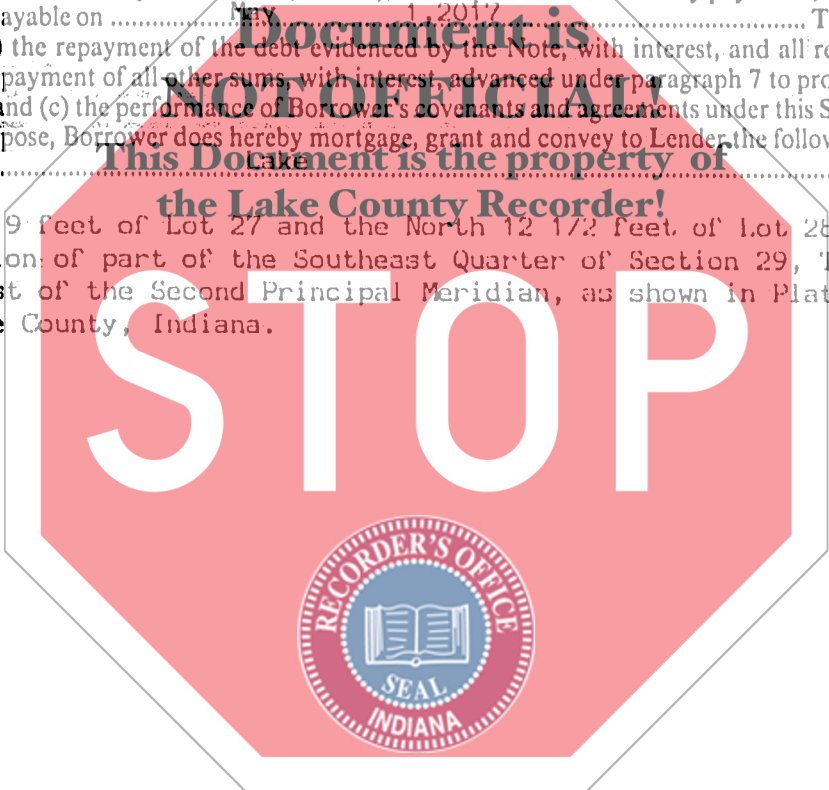 ayable on May 1, 2017 T
the repayment of the debt evidenced by the Note, with interest, and all re
payment of all other sums, with interest, advanced under paragraph 7 to pro
nd (c) the performance of Borrower's covenants and agreements under this S
pose, Borrower does hereby mortgage, grant and convey to Lender the follow
Lake
9 feet of Lot 27 and the North 12 1/2 feet of Lot 28
on of part of the Southeast Quarter of Section 29, T
st of the Second Principal Meridian, as shown in Plat
e County, Indiana.
Document is
NOT OFFICIAL!
This Document is the property of
the Lake County Recorder!
STOP
RECORDER'S OFFICE
SEAL
INDIANA